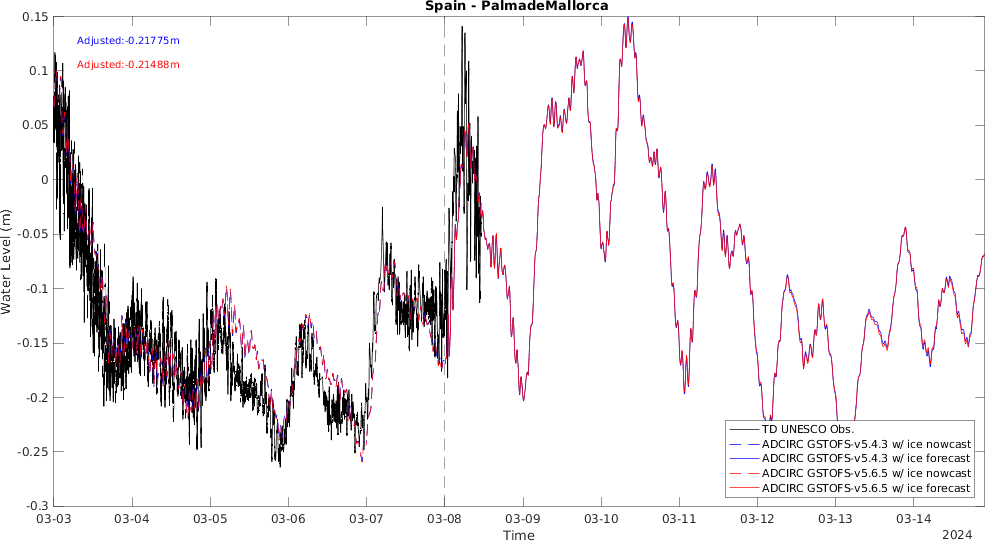 Spain - PalmadeMallorca
Adjusted:-0.21775m
Adjusted:-0.21488m
0.15
0.1
0.05
0
-0.05
-0.1
-0.15
-0.2
-0.25
-0.3
Water Level (m)
TD UNESCO Obs.
ADCIRC GSTOFS-v5.4.3 w/ ice nowcast
ADCIRC GSTOFS-v5.4.3 w/ ice forecast
ADCIRC GSTOFS-v5.6.5 w/ ice nowcast
ADCIRC GSTOFS-v5.6.5 w/ ice forecast
03-03 03-04 03-05 03-06 03-07 03-08 03-09 03-10 03-11 03-12 03-13 03-14
Time
2024